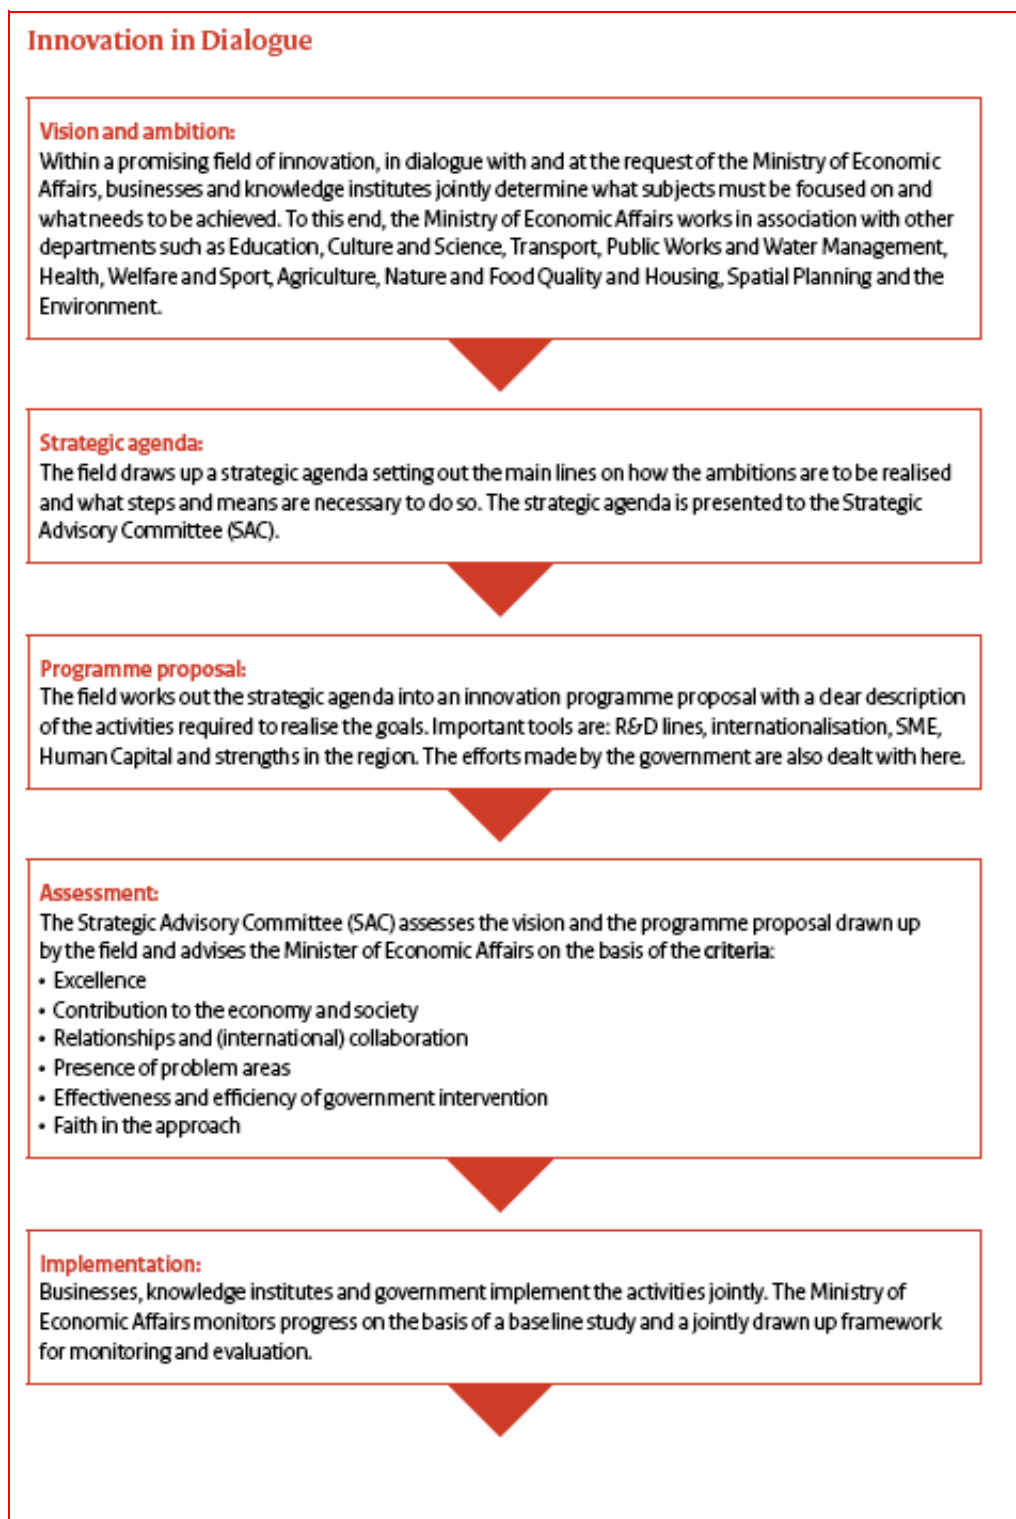 Innovation in Dialogue
Vision and ambition:
Within a promising field of innovation, in dialogue with and at the request of the Ministry of Economic
Affairs, businesses and knowledge institutes jointly determine what subjects must be focused on and
what needs to be achieved. To this end, the Ministry of Economic Affairs works in association with other
departments such as Education, Culture and Science, Transport, Public Works and Water Management,
Health, Welfare and Sport, Agriculture, Nature and Food Quality and Housing, Spatial Planning and the
Environment.
Strategic agenda:
The field draws up a strategic agenda setting out the main lines on how the ambitions are to be realised
and what steps and means are necessary to do so. The strategic agenda is presented to the Strategic
Advisory Committee (SAC).
Programme proposal:
The field works out the strategic agenda into an innovation programme proposal with a clear description
of the activities required to realise the goals. Important tools are: R&D lines, internationalisation, SME,
Human Capital and strengths in the region. The efforts made by the government are also dealt with here.
Assessment:
The Strategic Advisory Committee (SAC) assesses the vision and the programme proposal drawn up
by the field and advises the Minister of Economic Affairs on the basis of the criteria:
• Excellence
• Contribution to the economy and society
• Relationships and (international) collaboration
• Presence of problem areas
• Effectiveness and efficiency of government intervention
• Faith in the approach
Implementation:
Businesses, knowledge institutes and government implement the activities jointly. The Ministry of
Economic Affairs monitors progress on the basis of a baseline study and a jointly drawn up framework
for monitoring and evaluation.